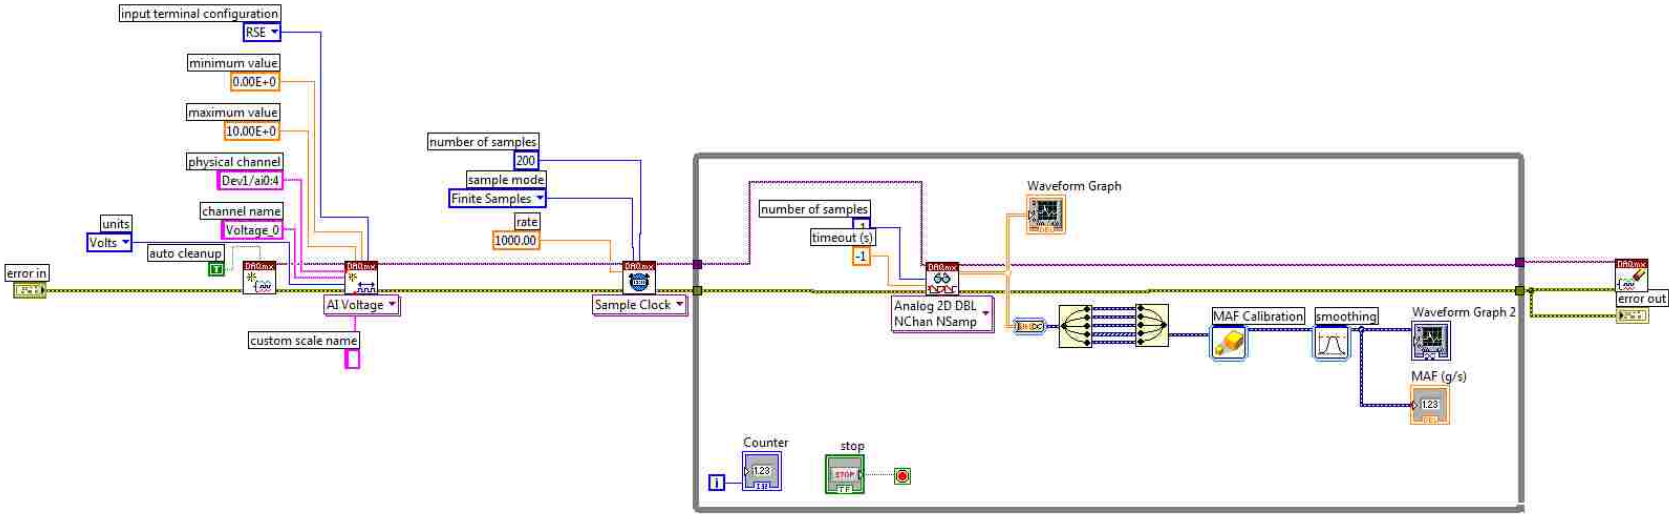 input terminal configuration
RSE
minimum value
0.00E+0
maximum value
10.00E+0
physical channel
Dev1/ai0:4
channel name
Voltage_0
units
Volts
auto cleanup
T
error in
DAQmx
DAQmx
AI Voltage
custom scale name
number of samples
200
sample mode
Finite Samples
rate
1000.00
DAQmx
Sample Clock
number of samples
timeout (s)
-1
DAQmx
Analog 2D DBL
NChan NSamp
Waveform Graph
MAF Calibration
smoothing
Waveform Graph 2
MAF (g/s)
1.23
Counter
1.23
i
stop
STOP
TF
DAQmx
error out